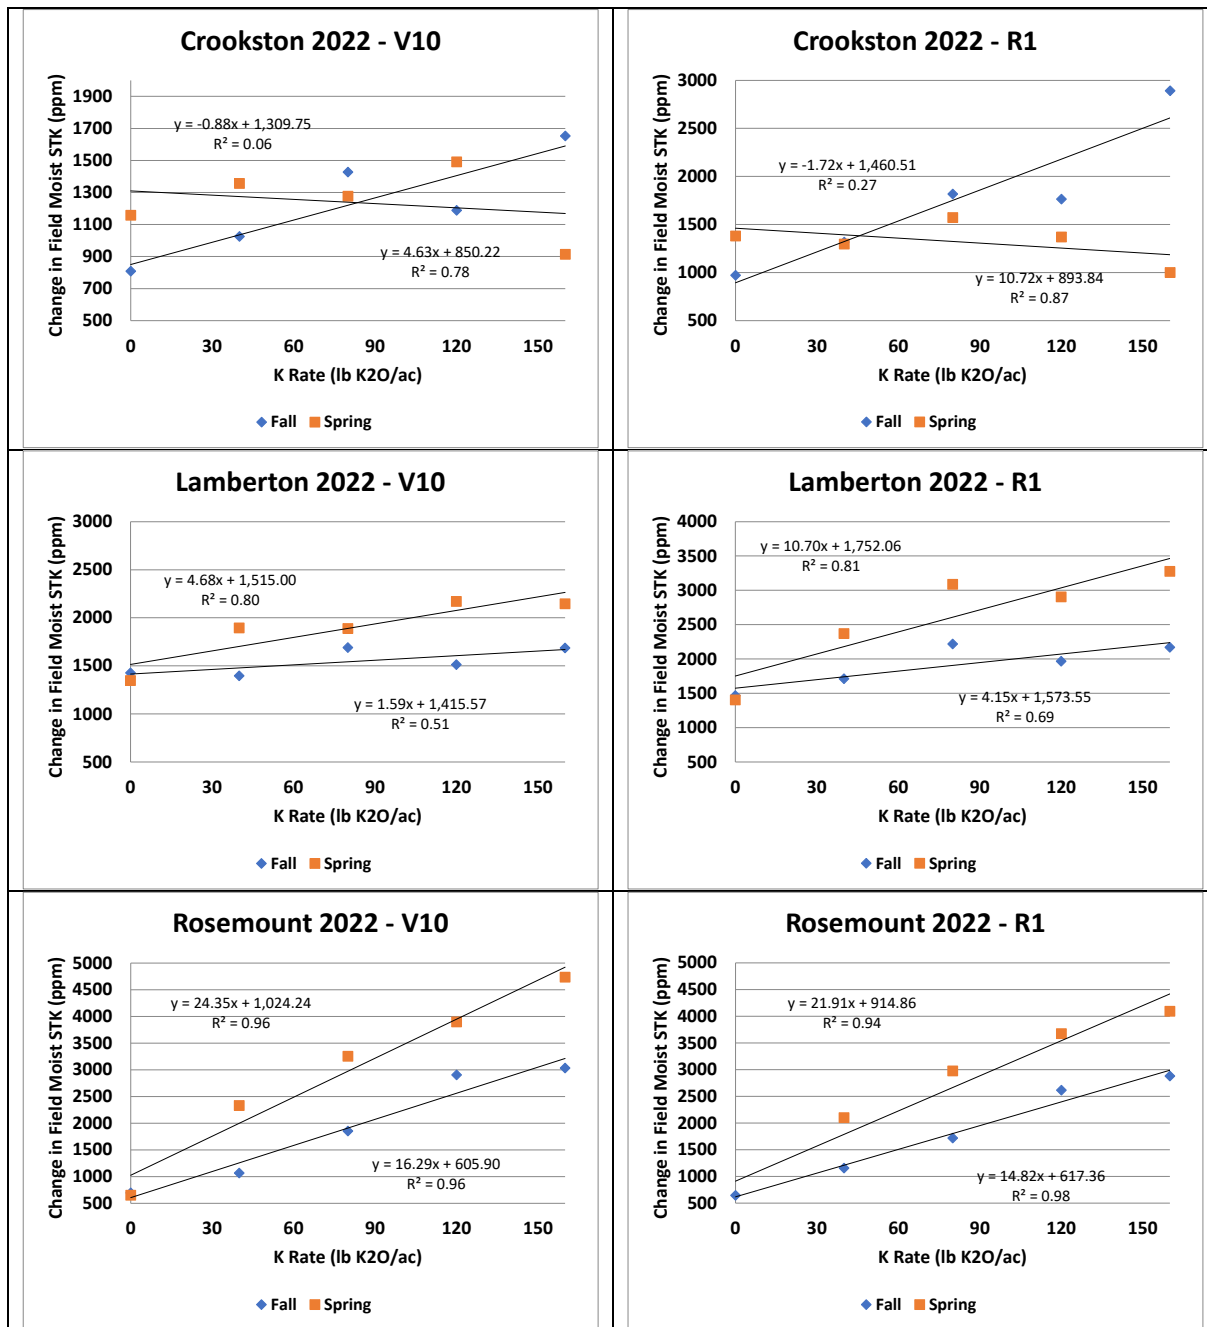 Crookston 2022 - V10
Change in Field Moist STK (ppm)
1900
1700
1500
1300
1100
900
700
500
y = -0.88x + 1,309.75
R² = 0.06
4.63x + 850.22
R² = 0.78
0 30 60 90 120 150
K Rate (lb K2O/ac)
Fall Spring
Crookston 2022 - R1
Change in Field Moist STK (ppm)
3000
2500
2000
1500
1000
500
y = -1.72x + 1,460.51
R² = 0.27
y = 10.72x + 893.84
R² = 0.87
0 30 60 90 120 150
K Rate (lb K2O/ac)
Fall Spring
Lamberton 2022 - V10
Change in Field Moist STK (ppm)
3000
2500
2000
1500
1000
500
y = 4.68x + 1,515.00
R² = 0.80
y = 1.59x + 1,415.57
R² = 0.51
0 30 60 90 120 150
K Rate (lb K2O/ac)
Fall Spring
Lamberton 2022 - R1
Change in Field Moist STK (ppm)
4000
3500
3000
2500
2000
1500
1000
500
y = 10.70x + 1,752.06
R² = 0.81
y = 4.15x + 1,573.55
R² = 0.69
0 30 60 90 120 150
K Rate (lb K2O/ac)
Fall Spring
Rosemount 2022 - V10
Change in Field Moist STK (ppm)
5000
4500
4000
3500
3000
2500
2000
1500
1000
500
y = 24.35x + 1,024.24
R² = 0.96
y = 16.29x + 605.90
R² = 0.96
0 30 60 90 120 150
K Rate (lb K2O/ac)
Fall Spring
Rosemount 2022 - R1
Change in Field Moist STK (ppm)
5000
4500
4000
3500
3000
2500
2000
1500
1000
500
y = 21.91x + 914.86
R² = 0.94
y = 14.82x + 617.36
R² = 0.98
0 30 60 90 120 150
K Rate (lb K2O/ac)
Fall Spring